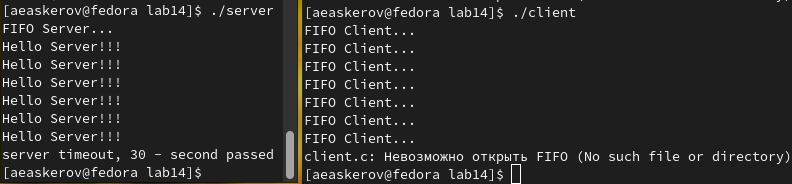 [aeaskerov@fedora lab14]$ ./server
FIFO Server...
Hello Server!!!
Hello Server!!!
Hello Server!!!
Hello Server!!!
Hello Server!!!
Hello Server!!!
server timeout, 30 - second passed
[aeaskerov@fedora lab14]$
[aeaskerov@fedora lab14]$ ./client
FIFO Client...
FIFO Client...
FIFO Client...
FIFO Client...
FIFO Client...
FIFO Client...
FIFO Client...
client.c: Невозможно открыть FIFO (No such file or directory)
[aeaskerov@fedora lab14]$